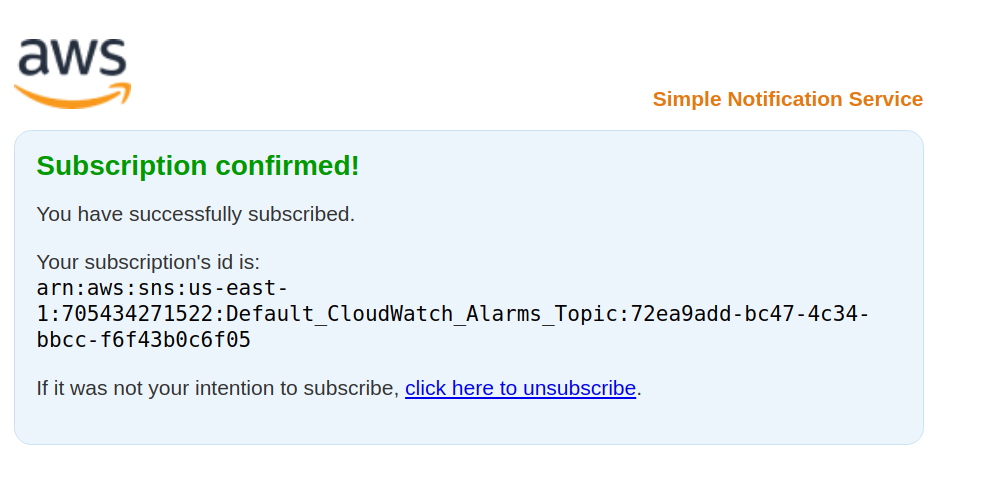 aws
Simple Notification Service
Subscription confirmed!
You have successfully subscribed.
Your subscription's id is:
arn:aws:sns:us-east-
1:705434271522:Default_CloudWatch_Alarms_Topic:72ea9add-bc47-4c34-
bbcc-f6f43b0c6f05
If it was not your intention to subscribe, click here to unsubscribe.